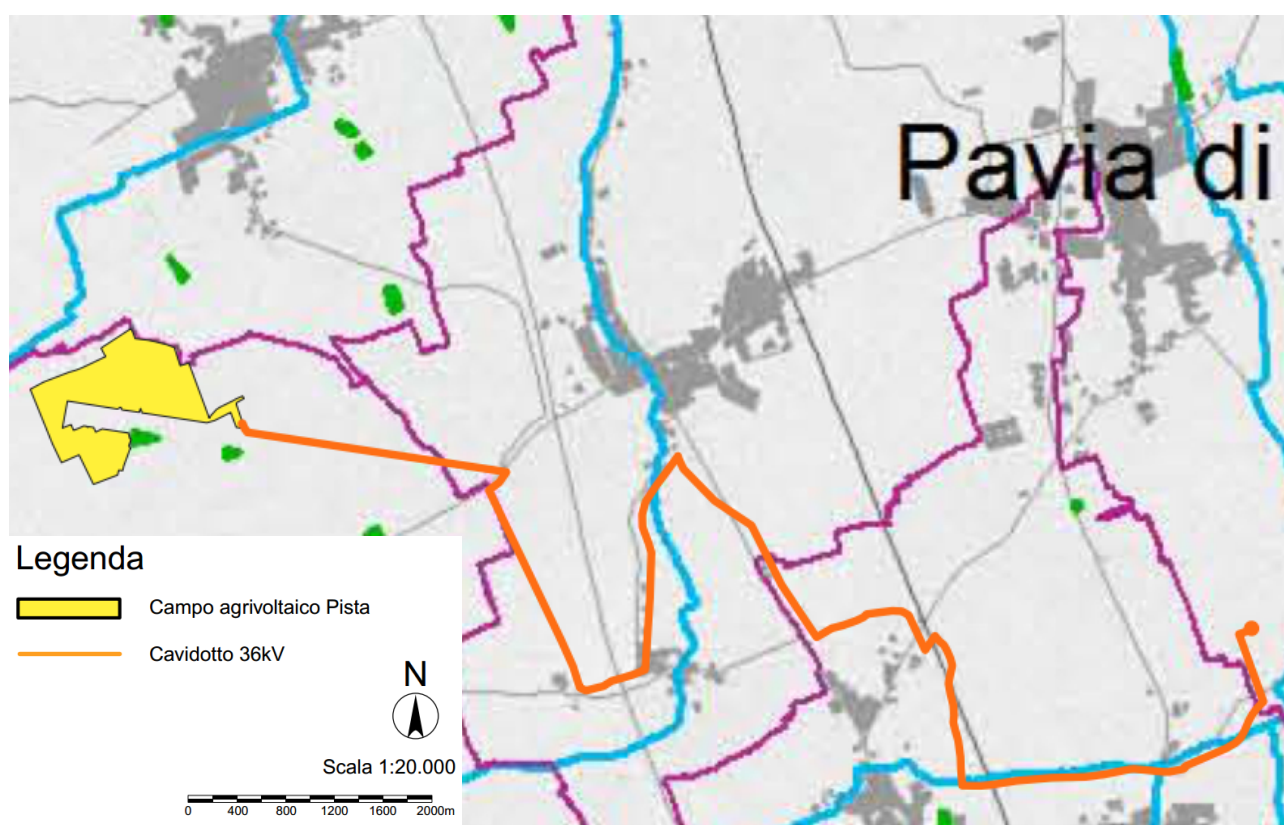 Pavia di
Legenda
Campo agrivoltaico Pista
Cavidotto 36kV
N
Scala 1:20.000
0 400 800 1200 1600 2000m